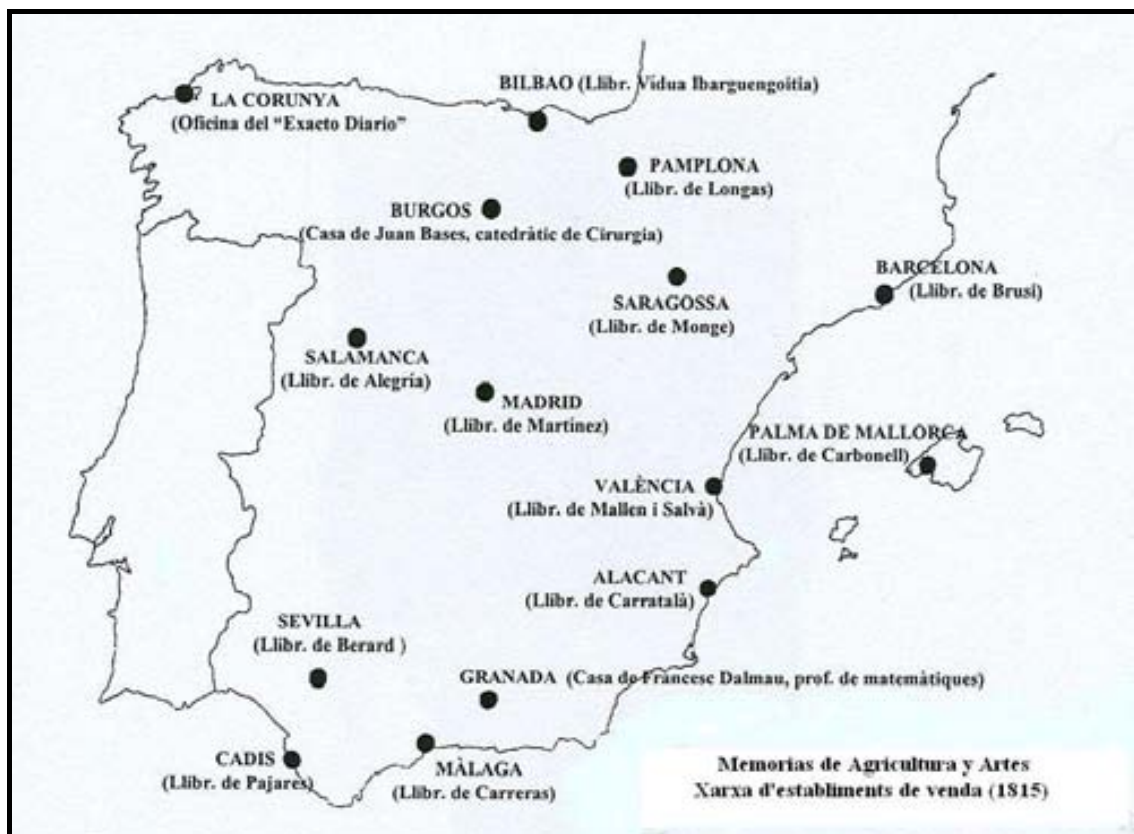 BILBAO (Llibr. Vídua Ibarguengoitia)
LA CORUNYA
(Oficina del "Exacto Diario"
PAMPLONA
(Llibr. de Longas)
BURGOS
(Casa de Juan Bases, catedràtic de Cirurgia)
BARCELONA
(Llibr. de Brusi)
SARAGOSSA
(Llibr. de Monge)
SALAMANCA
(Llibr. de Alegría)
MADRID
(Llibr. de Martínez)
PALMA DE MALLORCA
(Llibr. de Carbonell)
VALÈNCIA
(Llibr. de Mallen i Salvà)
ALACANT
(Llibr. de Carratalà)
SEVILLA
(Llibr. de Berard )
GRANADA (Casa de Francesc Dalmau, prof. de matemàtiques)
CADIS
(Llibr. de Pajares)
MÀLAGA
(Llibr. de Carreras)
Memorias de Agricultura y Artes
Xarxa d'establiments de venda (1815)